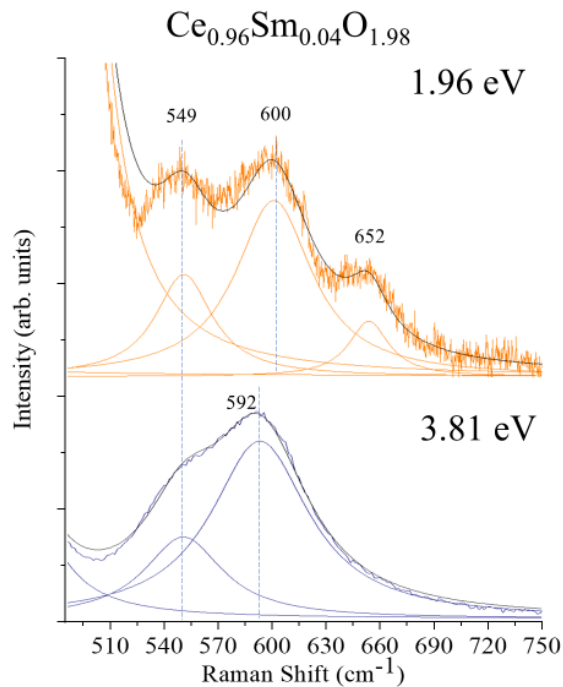 Ce₀.₉₆Sm₀.₀₄O₁.₉₈
1.96 eV
549
600
652
592
3.81 eV
Intensity (arb. units)
510 540 570 600 630 660 690 720 750
Raman Shift (cm⁻¹)